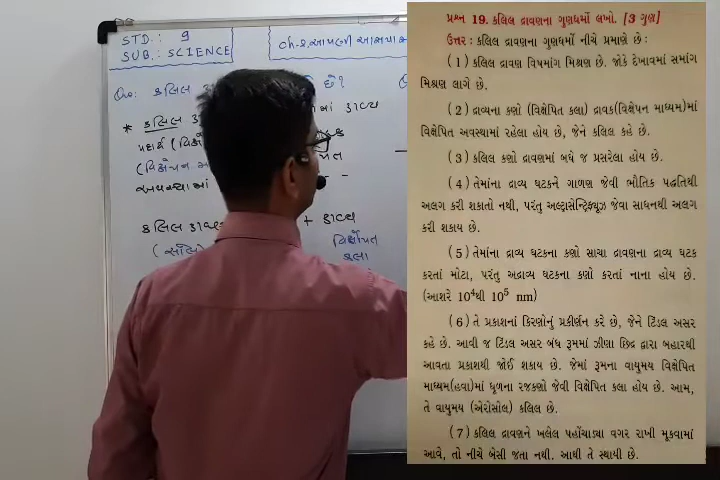 STD.: 9
SUB.: SCIENCE
ch-2. આપણી આસપાસ
કલિલ
છે?
* કલિલ
દ્રાવ્ય
પદાર્થ
કલિલ દ્રાવણ
+ દ્રાવ્ય
વિક્ષેપિત
કલા
પ્રશ્ન 19. કલિલ દ્રાવણના ગુણધર્મો લખો. [3 ગુણ]
ઉત્તર : કલિલ દ્રાવણના ગુણધર્મો નીચે પ્રમાણે છે :
(1) કલિલ દ્રાવણ વિષમાંગ મિશ્રણ છે. જોકે દેખાવમાં સમાંગ
મિશ્રણ લાગે છે.
(2) દ્રાવ્યના કણો (વિક્ષેપિત કલા) દ્રાવક(વિક્ષેપન માધ્યમ)માં
વિક્ષેપિત અવસ્થામાં રહેલા હોય છે, જેને કલિલ કહે છે.
(3) કલિલ કણો દ્રાવણમાં બધે જ પ્રસરેલા હોય છે.
(4) તેમાંના દ્રાવ્ય ઘટકને ગાળણ જેવી ભૌતિક પદ્ધતિથી
અલગ કરી શકાતો નથી, પરંતુ અલ્ટ્રાસેન્ટ્રિફ્યૂઝ જેવા સાધનથી અલગ
કરી શકાય છે.
(5) તેમાંના દ્રાવ્ય ઘટકના કણો સાચા દ્રાવણના દ્રાવ્ય ઘટક
કરતાં મોટા, પરંતુ અદ્રાવ્ય ઘટકના કણો કરતાં નાના હોય છે.
(આશરે 10⁴થી 10⁵ nm)
(6) તે પ્રકાશનાં કિરણોનું પ્રકીર્ણન કરે છે, જેને ટિંડલ અસર
કહે છે. આવી જ ટિંડલ અસર બંધ રૂમમાં ઝીણા છિદ્ર દ્વારા બહારથી
આવતા પ્રકાશથી જોઈ શકાય છે. જેમાં રૂમના વાયુમય વિક્ષેપિત
માધ્યમ(હવા)માં ધૂળના રજકણો જેવી વિક્ષેપિત કલા હોય છે. આમ,
તે વાયુમય (એરોસોલ) કલિલ છે.
(7) કલિલ દ્રાવણને ખલેલ પહોંચાડ્યા વગર રાખી મૂકવામાં
આવે, તો નીચે બેસી જતા નથી. આથી તે સ્થાયી છે.